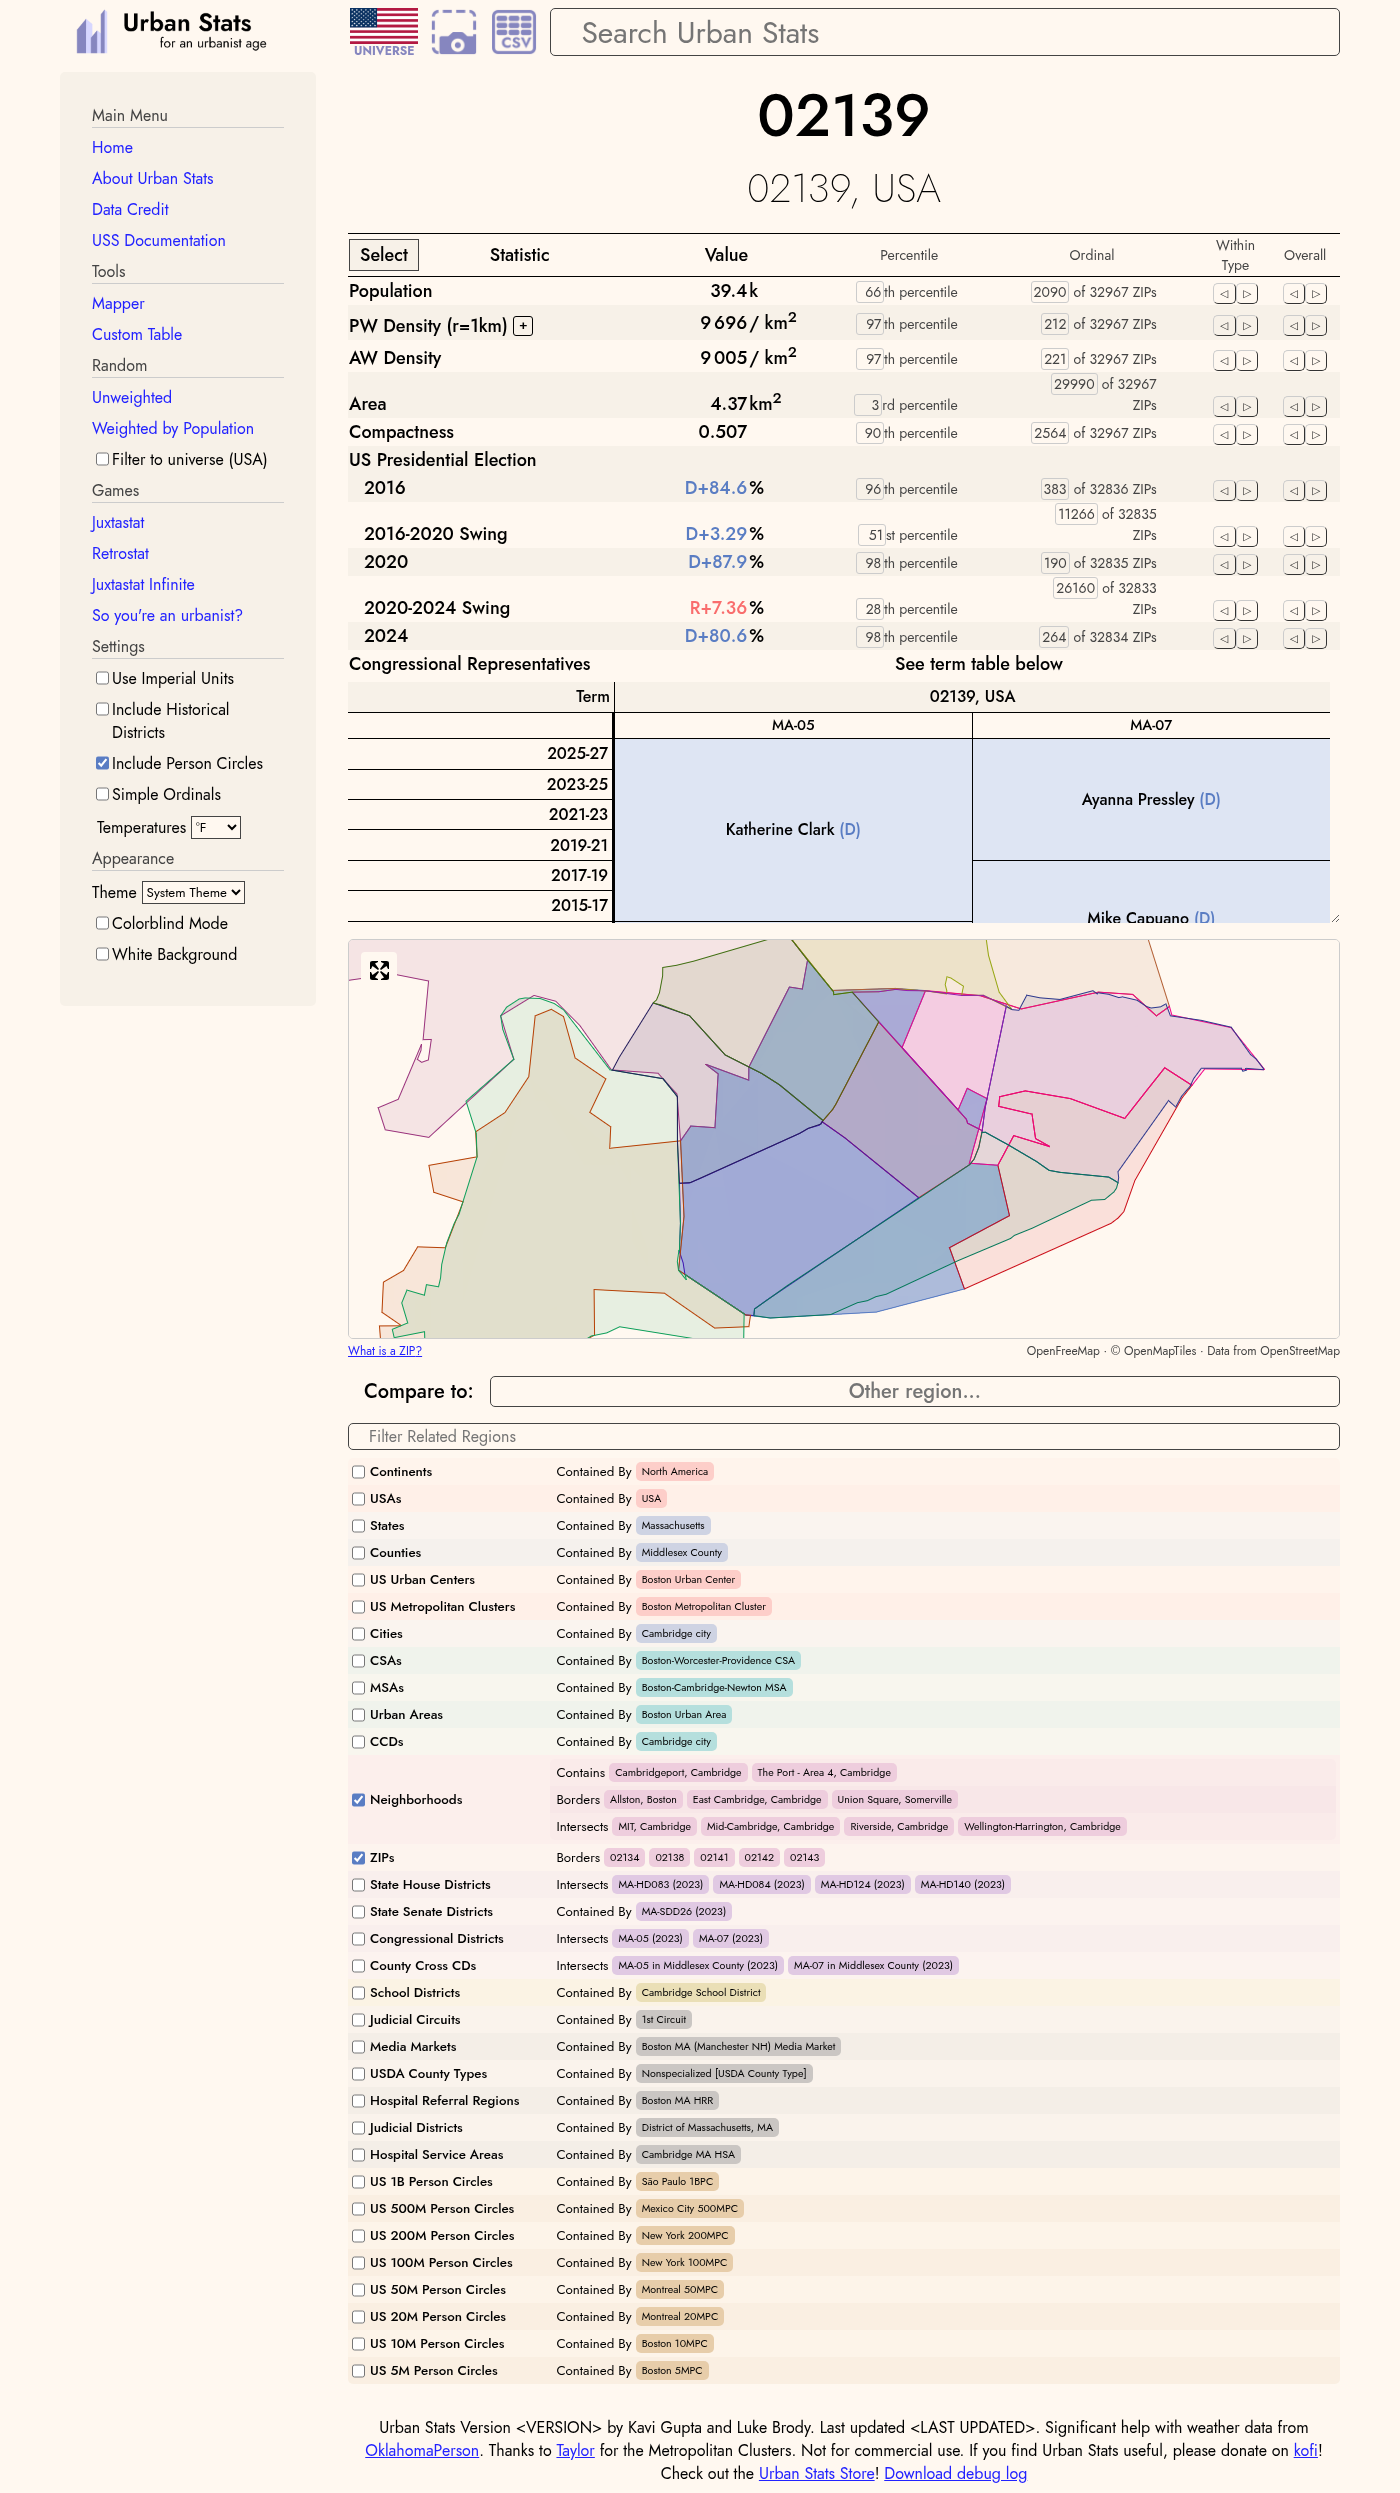 Urban Stats
for an urbanist age
UNIVERSE
CSV
Search Urban Stats
Main Menu
Home
About Urban Stats
Data Credit
USS Documentation
Tools
Mapper
Custom Table
Random
Unweighted
Weighted by Population
Filter to universe (USA)
Games
Juxtastat
Retrostat
Juxtastat Infinite
So you're an urbanist?
Settings
Use Imperial Units
Include Historical
Districts
Include Person Circles
Simple Ordinals
Temperatures °F
Appearance
Theme System Theme
Colorblind Mode
White Background
02139
02139, USA
Select Statistic Value Percentile Ordinal Within Type Overall
Population 39.4k 66th percentile 2090 of 32967 ZIPs
PW Density (r=1km) + 9 696 / km2 97th percentile 212 of 32967 ZIPs
AW Density 9 005 / km2 97th percentile 221 of 32967 ZIPs
Area 4.37 km2 3rd percentile 29990 of 32967 ZIPs
Compactness 0.507 90th percentile 2564 of 32967 ZIPs
US Presidential Election
2016 D+84.6% 96th percentile 383 of 32836 ZIPs
2016-2020 Swing D+3.29% 51st percentile 11266 of 32835 ZIPs
2020 D+87.9% 98th percentile 190 of 32835 ZIPs
2020-2024 Swing R+7.36% 28th percentile 26160 of 32833 ZIPs
2024 D+80.6% 98th percentile 264 of 32834 ZIPs
Congressional Representatives See term table below
Term 02139, USA
MA-05 MA-07
2025-27
2023-25
Ayanna Pressley (D)
2021-23
Katherine Clark (D)
2019-21
2017-19
2015-17
Mike Capuano (D)
What is a ZIP? OpenFreeMap · © OpenMapTiles · Data from OpenStreetMap
Compare to: Other region...
Filter Related Regions
Continents Contained By North America
USAs Contained By USA
States Contained By Massachusetts
Counties Contained By Middlesex County
US Urban Centers Contained By Boston Urban Center
US Metropolitan Clusters Contained By Boston Metropolitan Cluster
Cities Contained By Cambridge city
CSAs Contained By Boston-Worcester-Providence CSA
MSAs Contained By Boston-Cambridge-Newton MSA
Urban Areas Contained By Boston Urban Area
CCDs Contained By Cambridge city
Contains Cambridgeport, Cambridge The Port - Area 4, Cambridge
Neighborhoods Borders Allston, Boston East Cambridge, Cambridge Union Square, Somerville
Intersects MIT, Cambridge Mid-Cambridge, Cambridge Riverside, Cambridge Wellington-Harrington, Cambridge
ZIPs Borders 02134 02138 02141 02142 02143
State House Districts Intersects MA-HD083 (2023) MA-HD084 (2023) MA-HD124 (2023) MA-HD140 (2023)
State Senate Districts Contained By MA-SDD26 (2023)
Congressional Districts Intersects MA-05 (2023) MA-07 (2023)
County Cross CDs Intersects MA-05 in Middlesex County (2023) MA-07 in Middlesex County (2023)
School Districts Contained By Cambridge School District
Judicial Circuits Contained By 1st Circuit
Media Markets Contained By Boston MA (Manchester NH) Media Market
USDA County Types Contained By Nonspecialized [USDA County Type]
Hospital Referral Regions Contained By Boston MA HRR
Judicial Districts Contained By District of Massachusetts, MA
Hospital Service Areas Contained By Cambridge MA HSA
US 1B Person Circles Contained By São Paulo 1BPC
US 500M Person Circles Contained By Mexico City 500MPC
US 200M Person Circles Contained By New York 200MPC
US 100M Person Circles Contained By New York 100MPC
US 50M Person Circles Contained By Montreal 50MPC
US 20M Person Circles Contained By Montreal 20MPC
US 10M Person Circles Contained By Boston 10MPC
US 5M Person Circles Contained By Boston 5MPC
Urban Stats Version <VERSION> by Kavi Gupta and Luke Brody. Last updated <LAST UPDATED>. Significant help with weather data from
OklahomaPerson. Thanks to Taylor for the Metropolitan Clusters. Not for commercial use. If you find Urban Stats useful, please donate on kofi!
Check out the Urban Stats Store! Download debug log